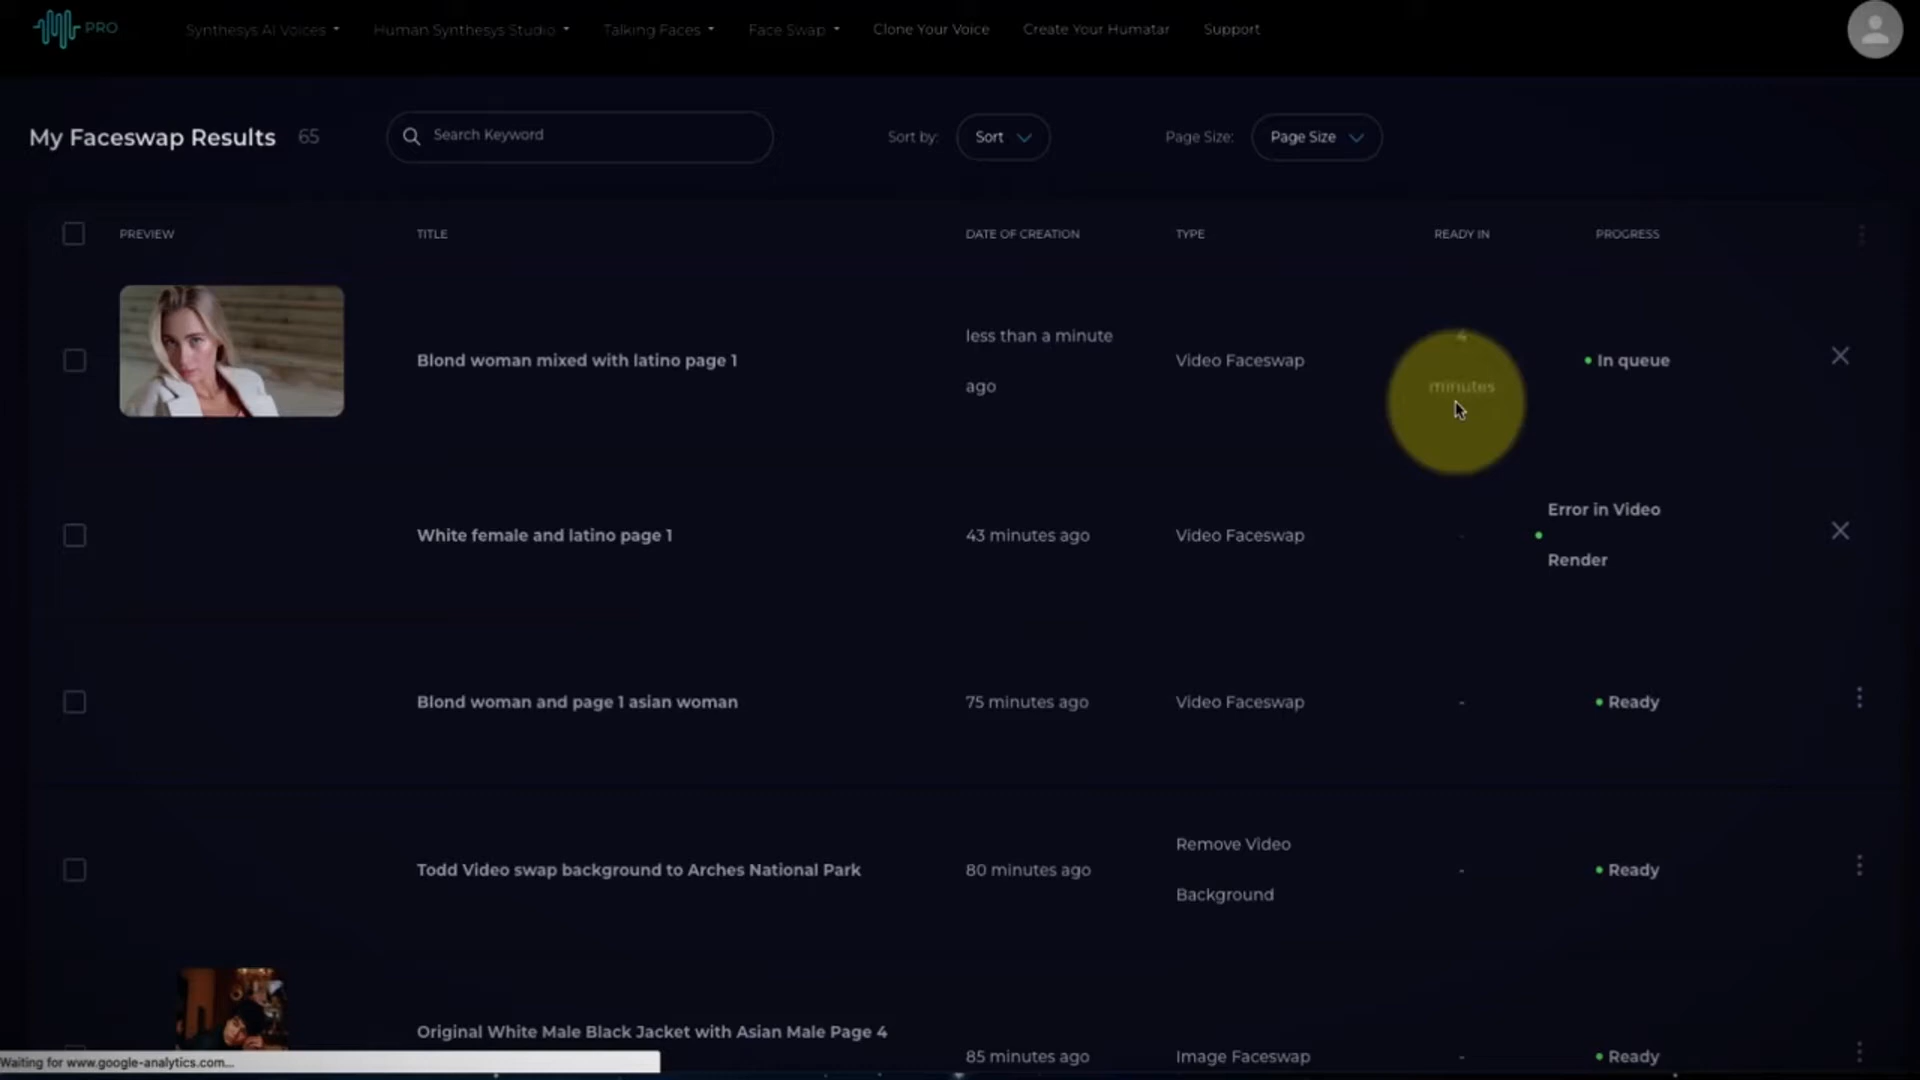 PRO
Synthesys AI Voices
Human Synthesys Studio
Talking Faces
Face Swap
Clone Your Voice
Create Your Humatar
Support
My Faceswap Results 65
Search Keyword
Sort by:
Sort
Page Size:
Page Size
PREVIEW
TITLE
DATE OF CREATION
TYPE
READY IN
PROGRESS
Blond woman mixed with latino page 1
less than a minute
ago
Video Faceswap
4
minutes
In queue
White female and latino page 1
43 minutes ago
Video Faceswap
-
Error in Video
Render
Blond woman and page 1 asian woman
75 minutes ago
Video Faceswap
-
Ready
Todd Video swap background to Arches National Park
80 minutes ago
Remove Video
Background
-
Ready
Original White Male Black Jacket with Asian Male Page 4
85 minutes ago
Image Faceswap
-
Ready
Waiting for www.google-analytics.com...